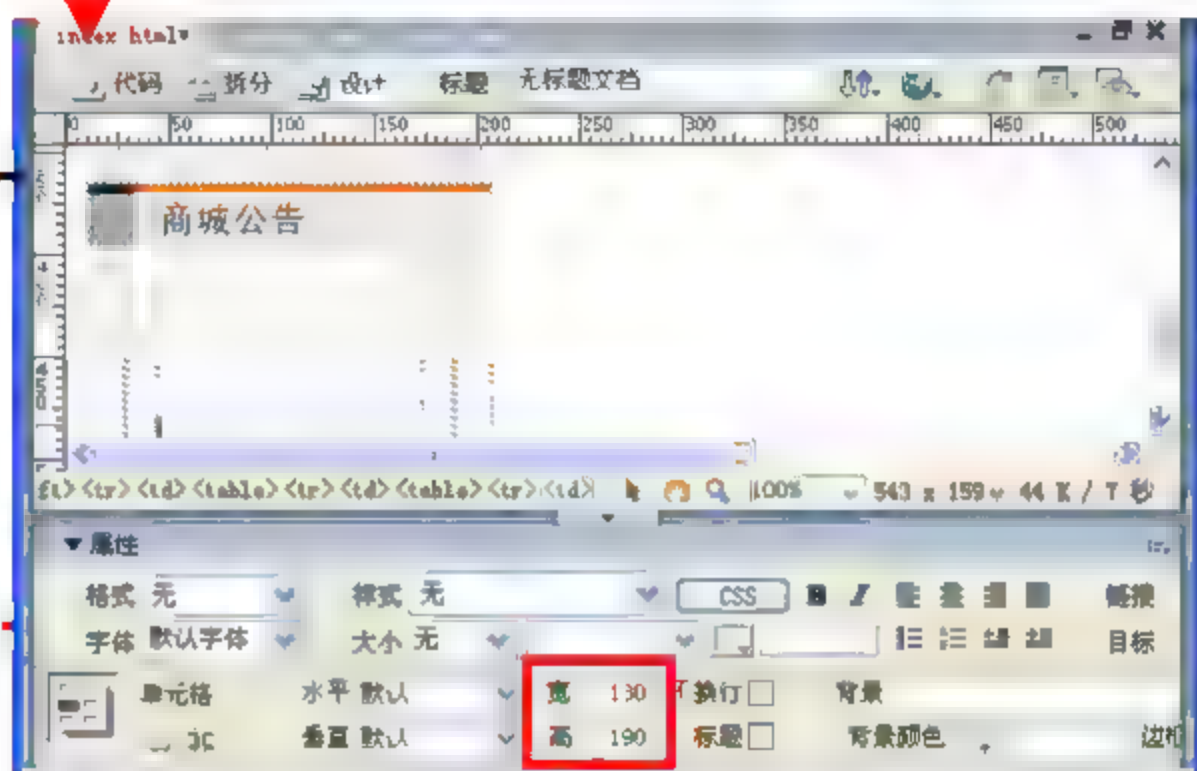 index html*
代码 拆分 设计 标题 无标题文档
0 50 100 150 200 250 300 350 400 450 500
商城公告
<tr><td><table><tr><td><table><tr><td> 100% 543 x 159 44 K / 7 秒
属性
格式 无 样式 无 CSS B I 链接
字体 默认字体 大小 无 目标
单元格 水平 默认 宽 130 不换行 背景
垂直 默认 高 190 标题 背景颜色